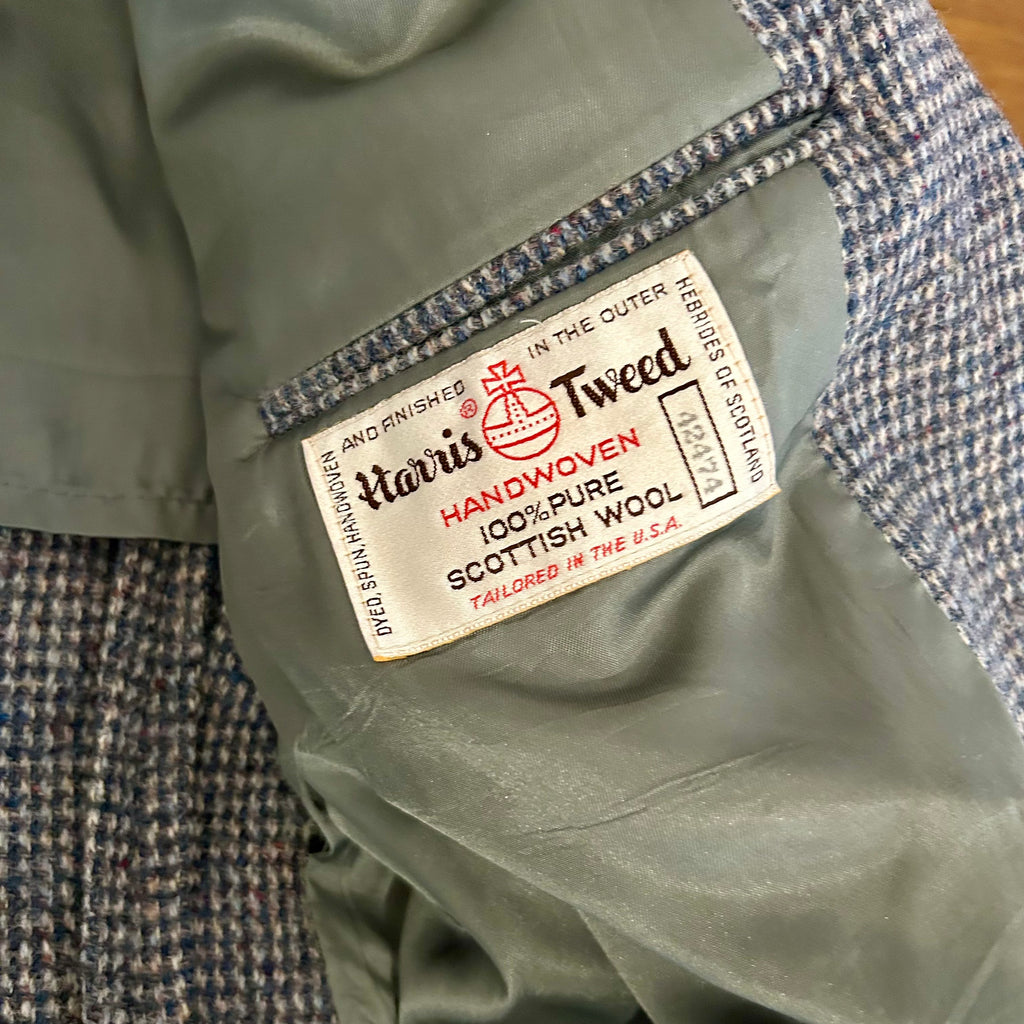 DYED, SPUN, HANDWOVEN
AND FINISHED
IN THE OUTER
HEBRIDES OF SCOTLAND
Harris ® Tweed
HANDWOVEN
100% PURE
SCOTTISH WOOL
TAILORED IN THE U.S.A.
42474